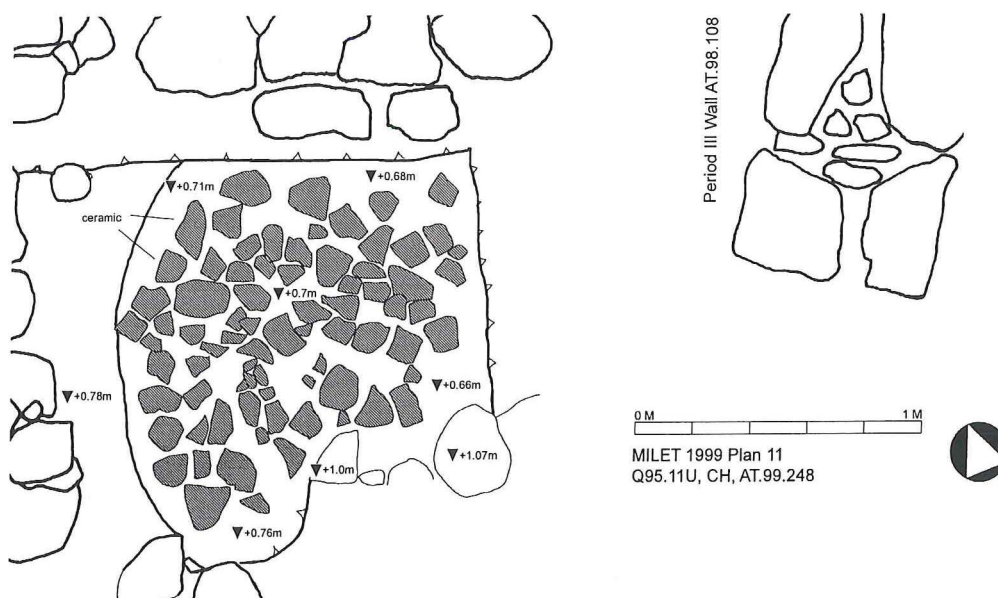 Period III Wall AT.98.108
+0.71m
+0.68m
ceramic
+0.7m
+0.66m
+0.78m
0 M
1 M
+1.07m
MILET 1999 Plan 11
+1.0m
Q95.11U, CH, AT.99.248
+0.76m